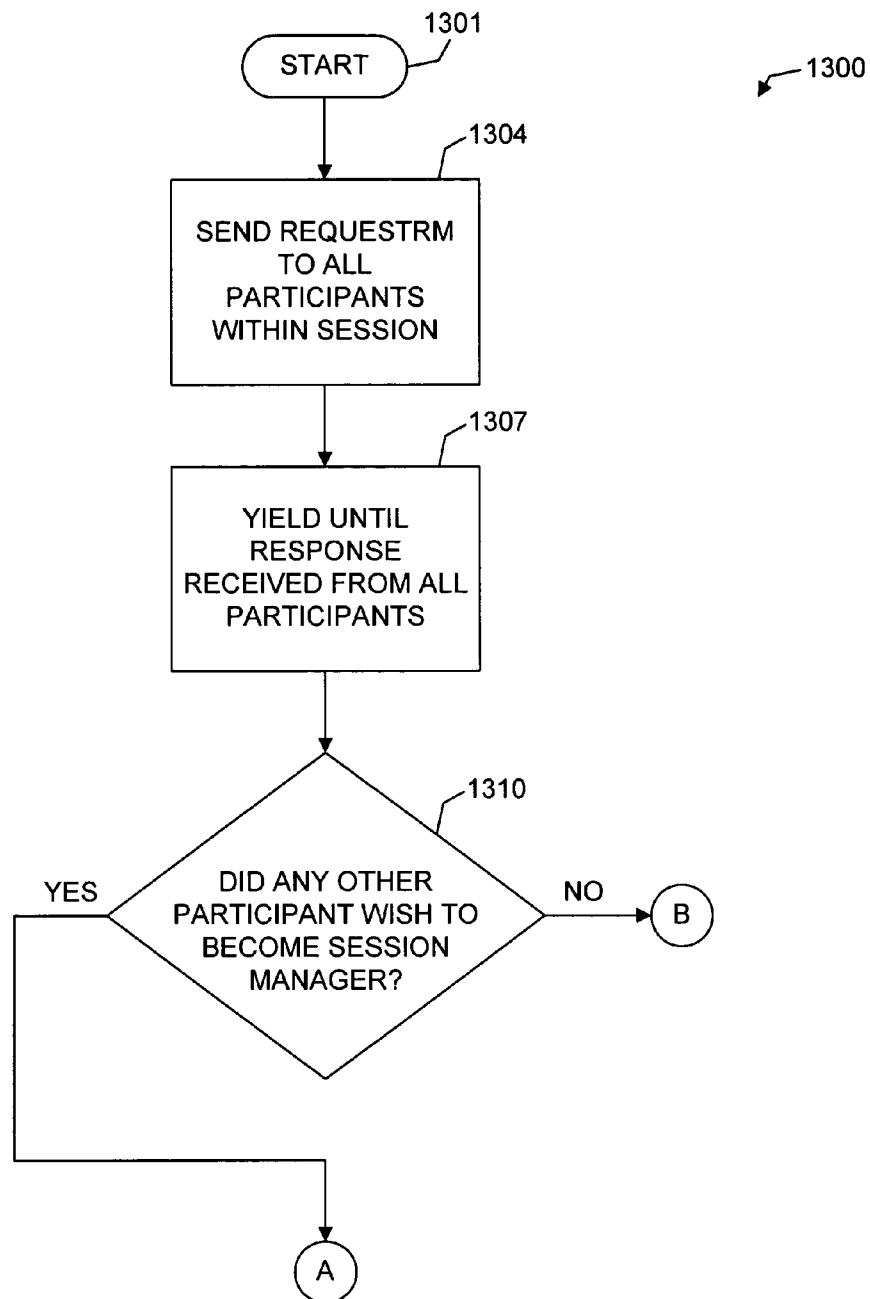 1301
START
1300
1304
SEND REQUESTRM
TO ALL
PARTICIPANTS
WITHIN SESSION
1307
YIELD UNTIL
RESPONSE
RECEIVED FROM ALL
PARTICIPANTS
1310
YES
DID ANY OTHER
PARTICIPANT WISH TO
BECOME SESSION
MANAGER?
NO
B
A